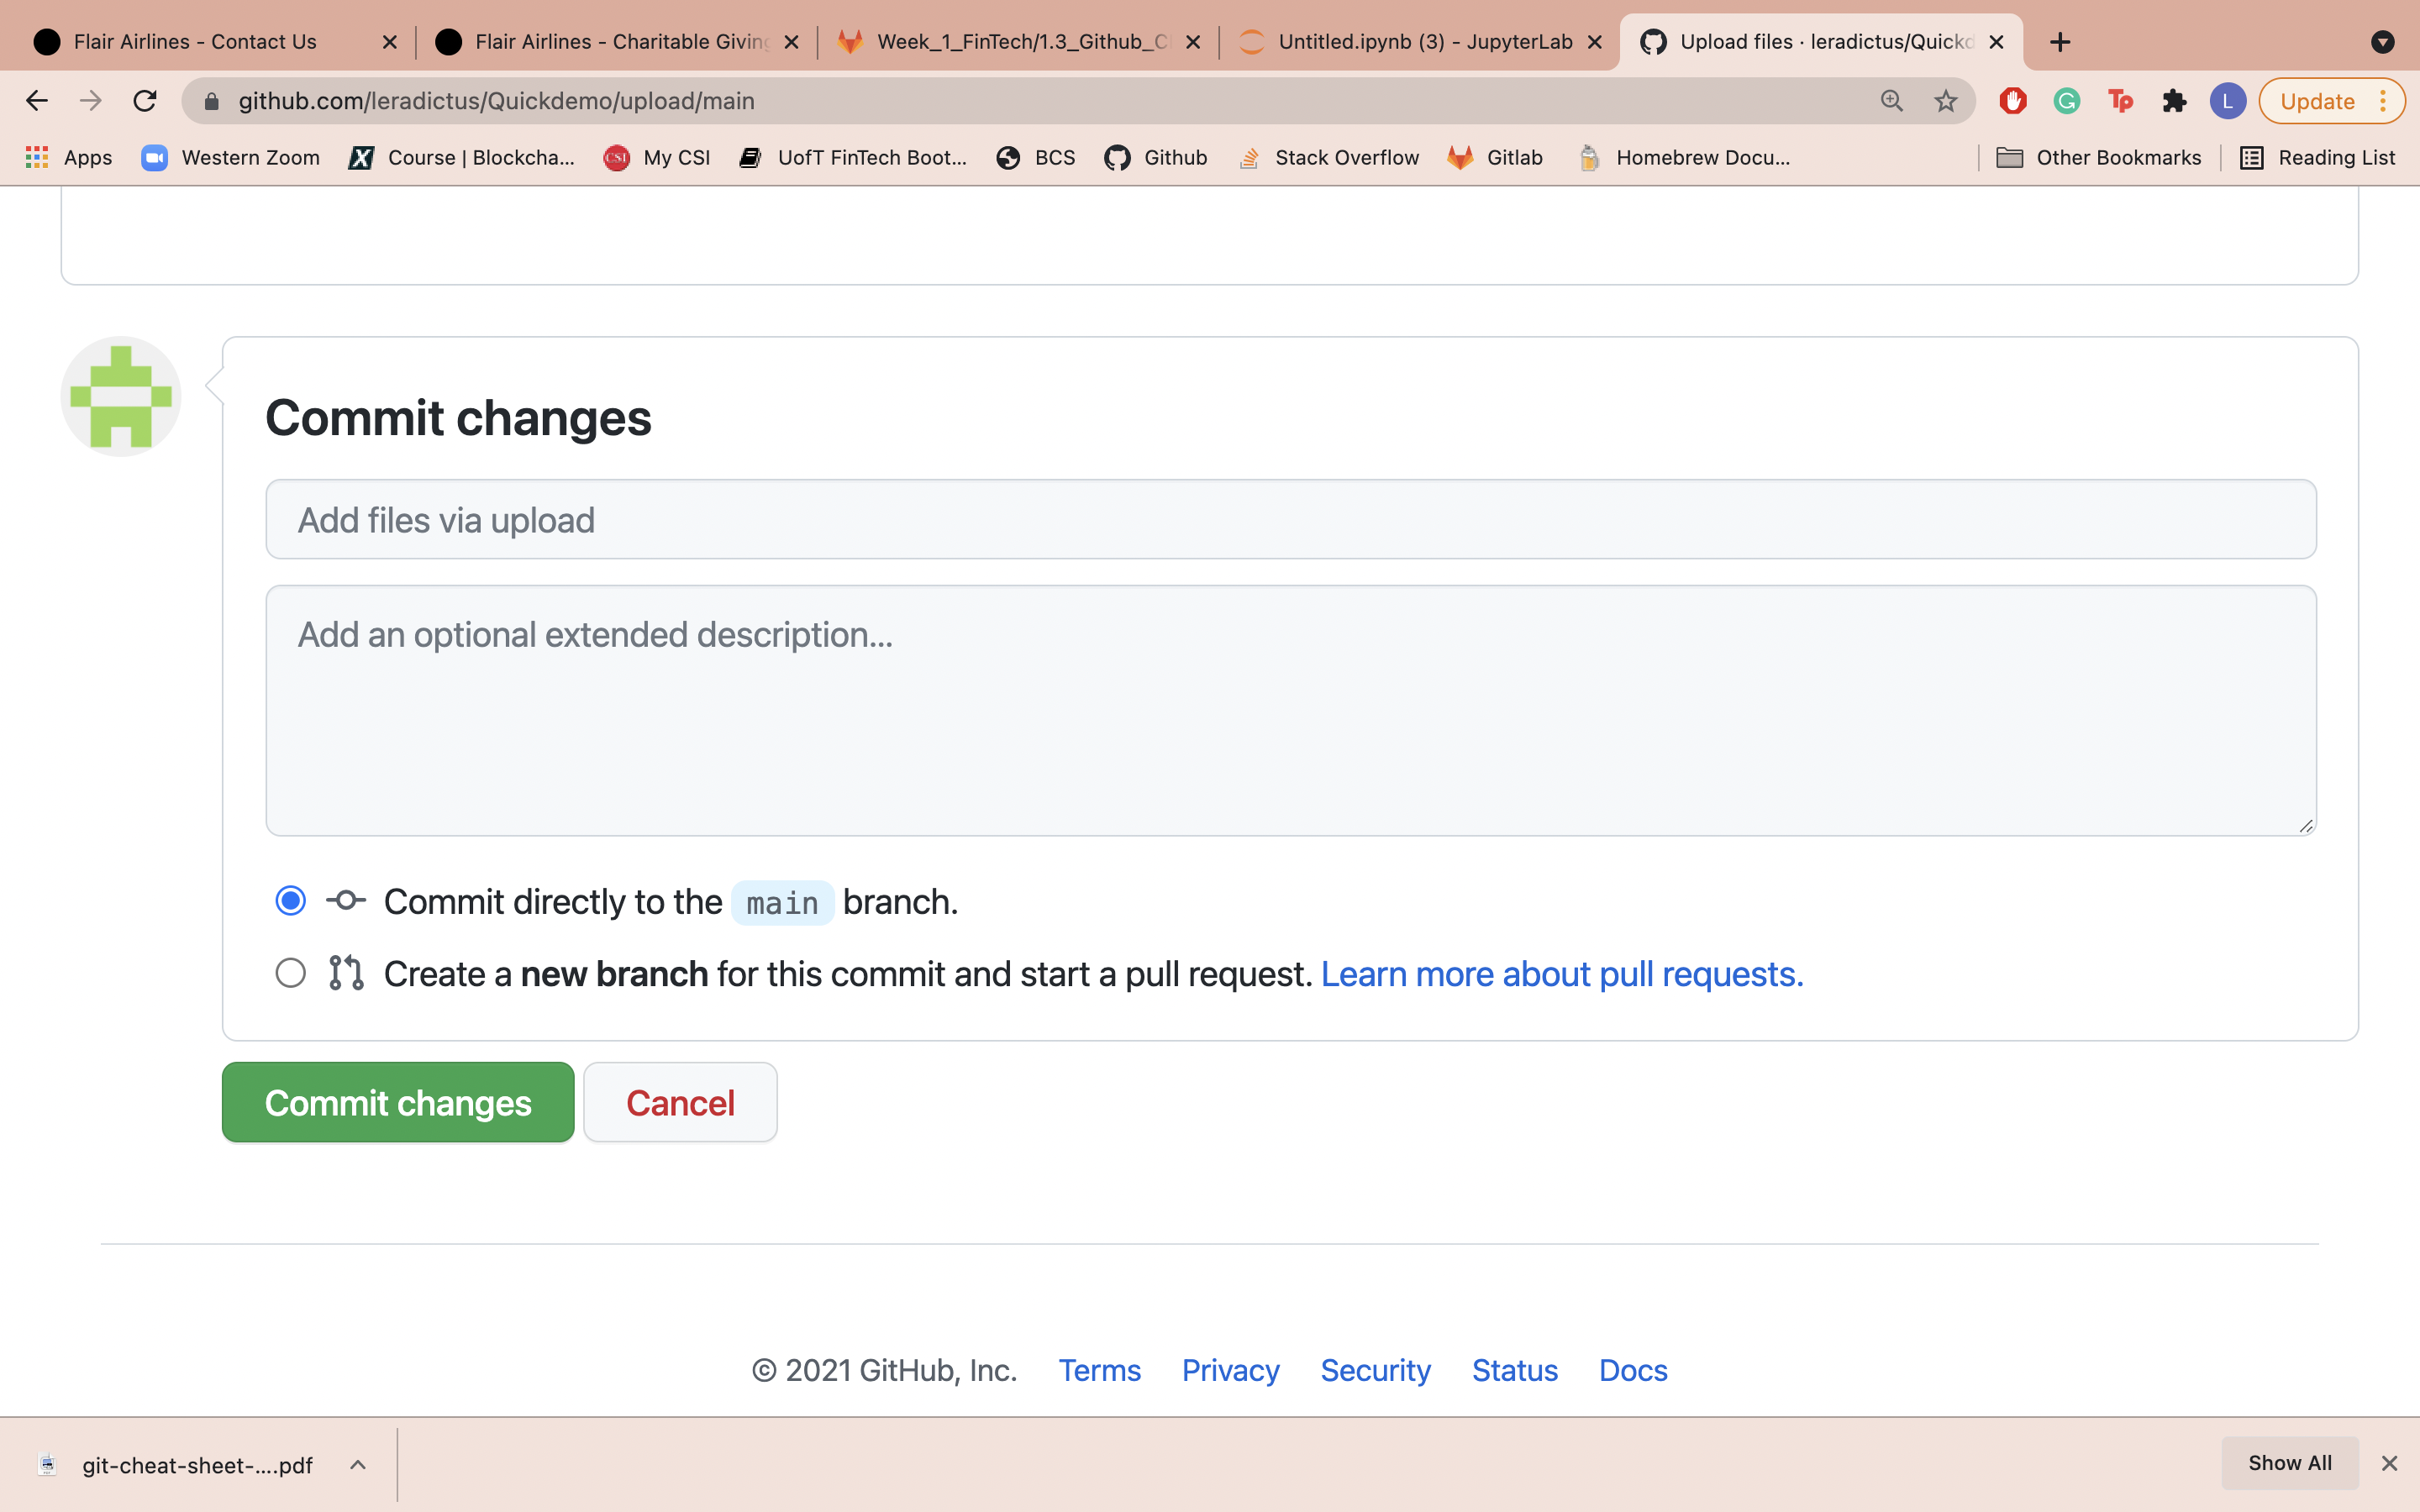 Flair Airlines - Contact Us
Flair Airlines - Charitable Giving
Week_1_FinTech/1.3_Github_C
Untitled.ipynb (3) - JupyterLab
Upload files · leradictus/Quickd
github.com/leradictus/Quickdemo/upload/main
Tp
L
Update
Apps
Western Zoom
Course | Blockcha...
CSI
My CSI
UofT FinTech Boot...
BCS
Github
Stack Overflow
Gitlab
Homebrew Docu...
Other Bookmarks
Reading List
Commit changes
Add files via upload
Add an optional extended description...
Commit directly to the main branch.
Create a new branch for this commit and start a pull request. Learn more about pull requests.
Commit changes
Cancel
© 2021 GitHub, Inc.
Terms
Privacy
Security
Status
Docs
git-cheat-sheet-....pdf
Show All